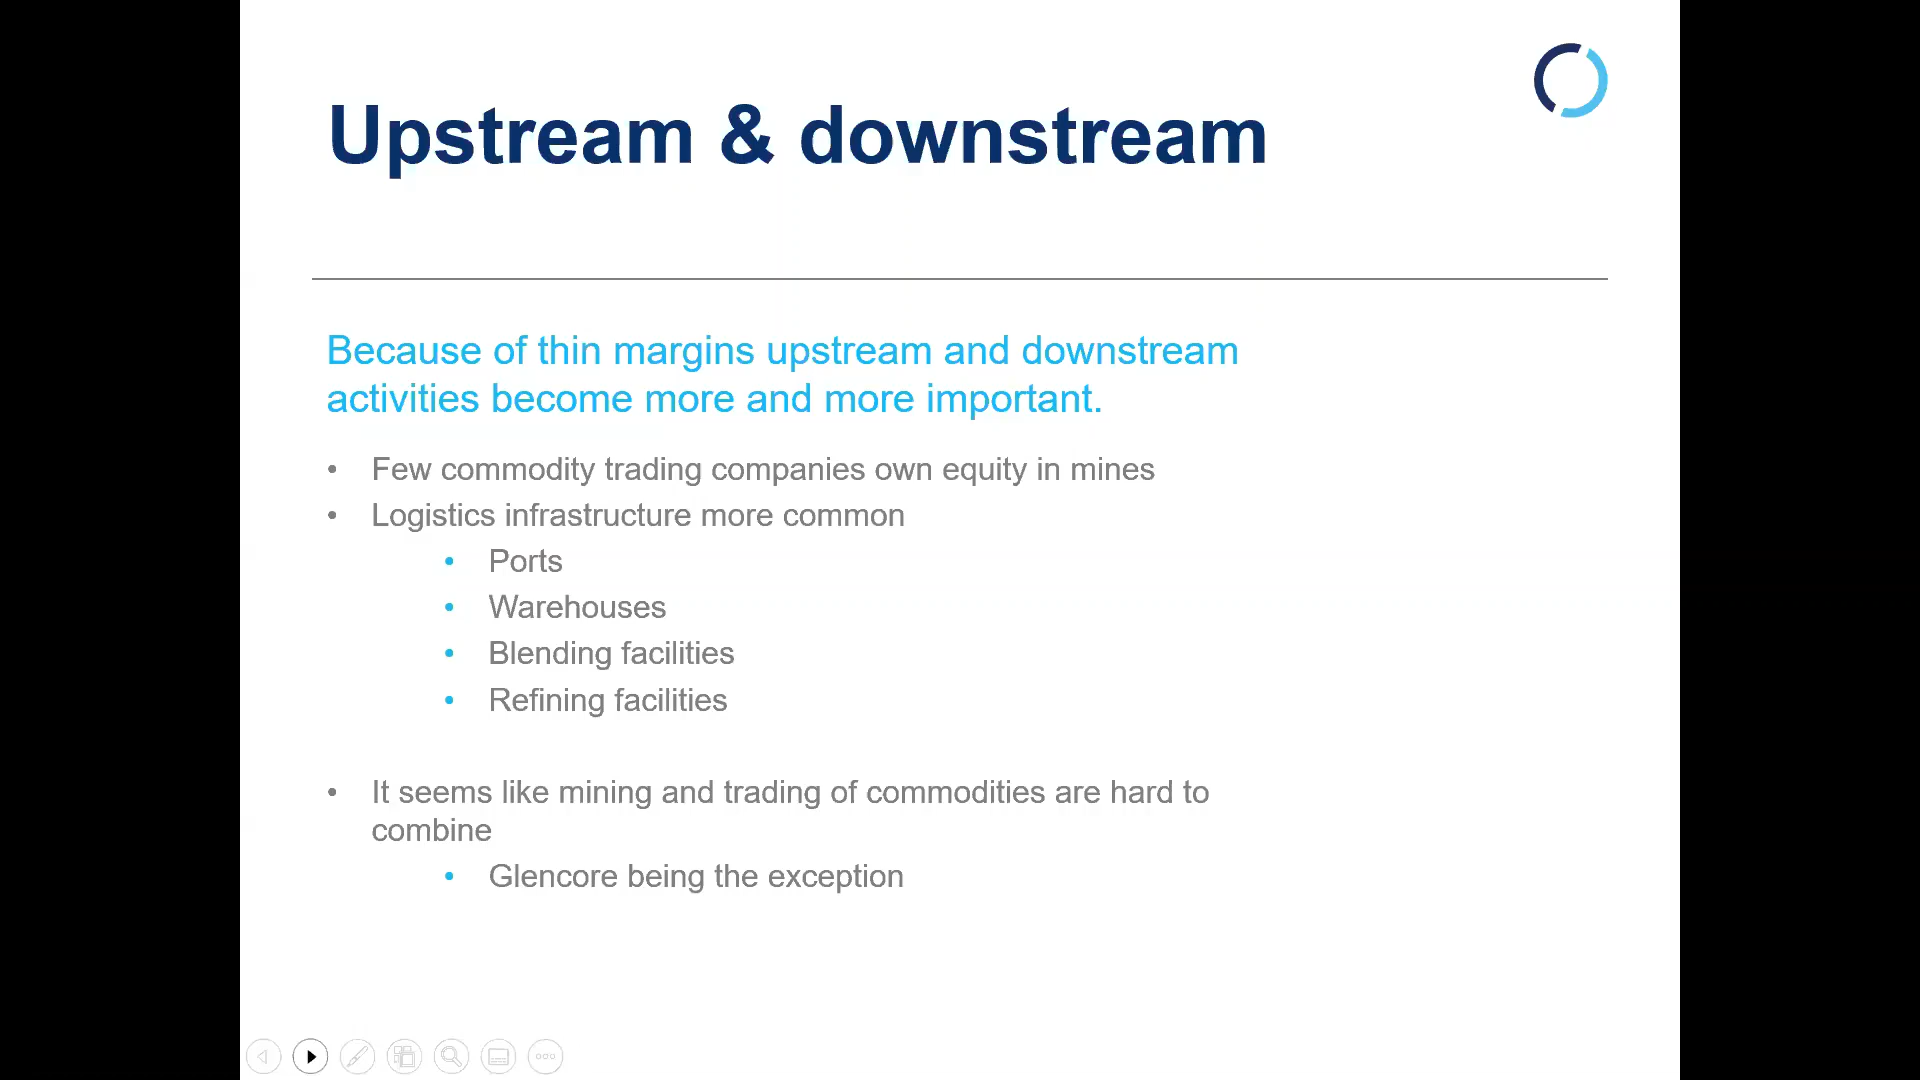 Upstream & downstream
Because of thin margins upstream and downstream
activities become more and more important.
• Few commodity trading companies own equity in mines
• Logistics infrastructure more common
• Ports
• Warehouses
• Blending facilities
• Refining facilities
• It seems like mining and trading of commodities are hard to
combine
• Glencore being the exception